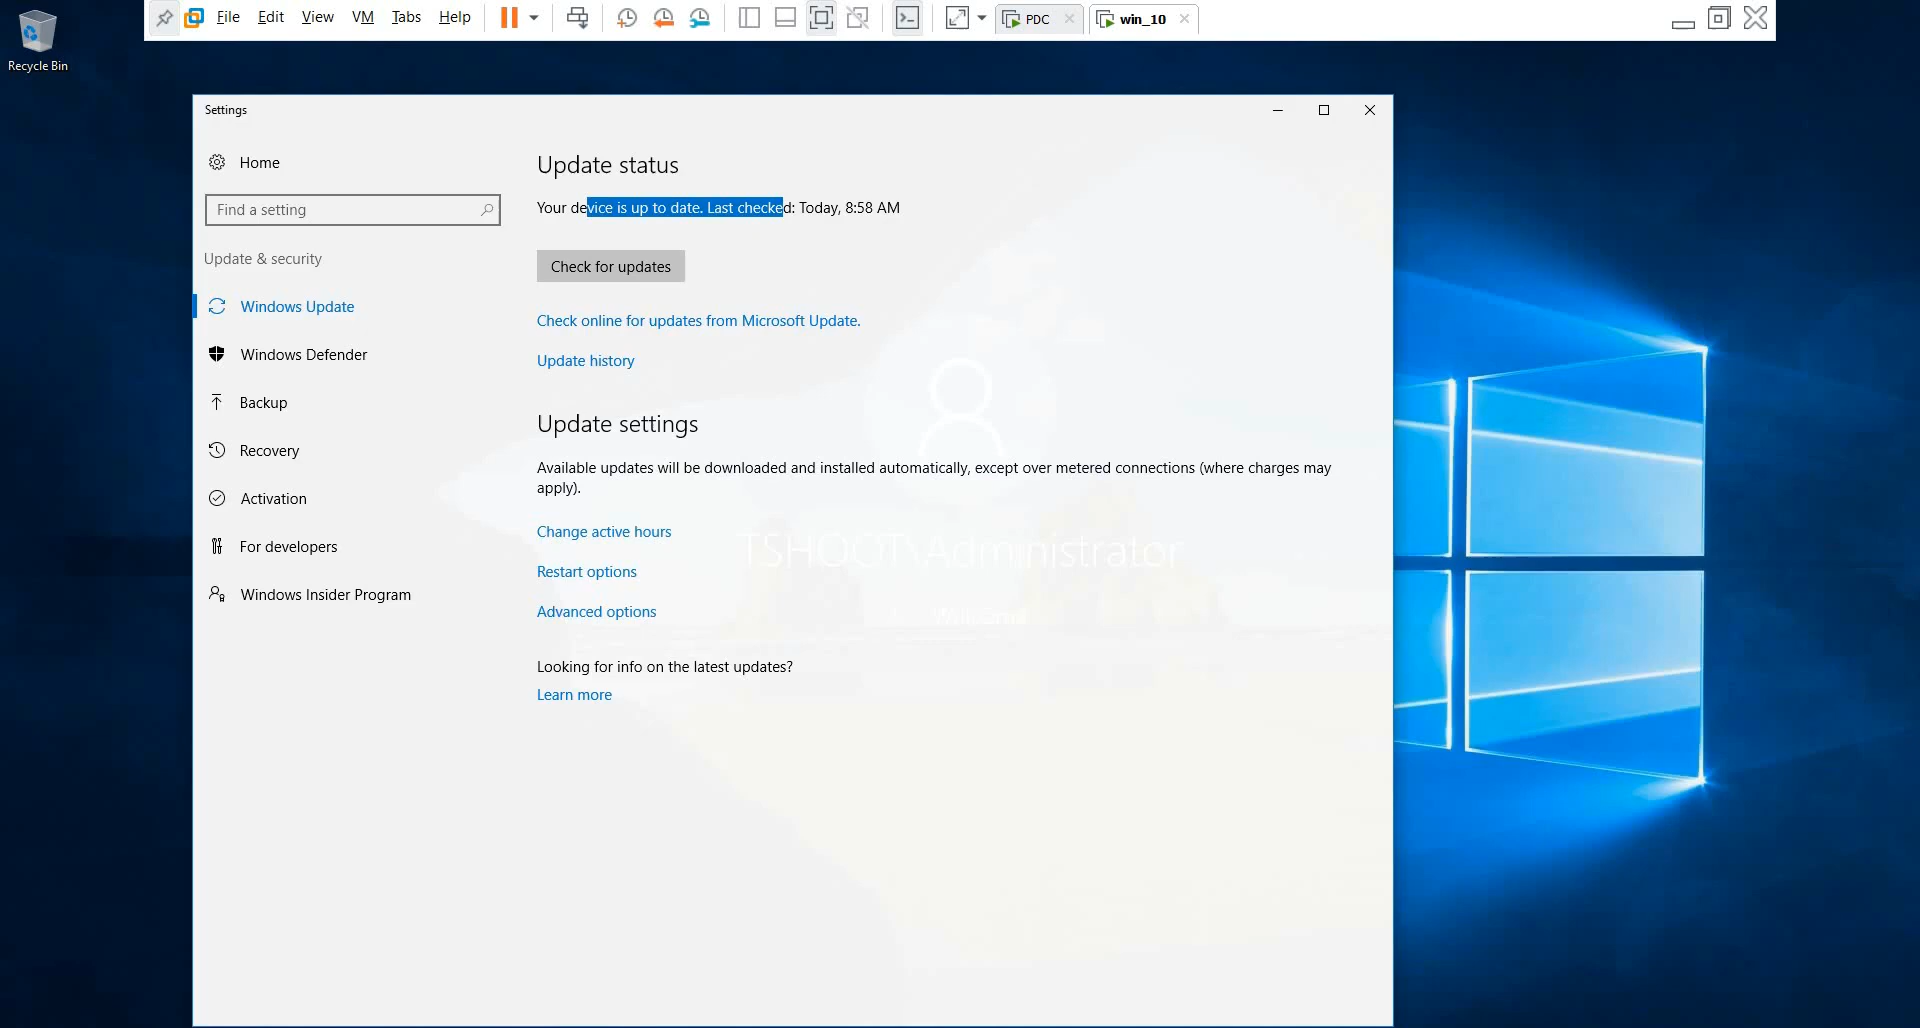 File Edit View VM Tabs Help PDC win_10
Recycle Bin
Settings
Home
Find a setting
Update & security
Windows Update
Windows Defender
Backup
Recovery
Activation
For developers
Windows Insider Program
Update status
Your device is up to date. Last checked: Today, 8:58 AM
Check for updates
Check online for updates from Microsoft Update.
Update history
Update settings
Available updates will be downloaded and installed automatically, except over metered connections (where charges may
apply).
Change active hours
Restart options
Advanced options
Looking for info on the latest updates?
Learn more
TSHOOT\Administrator